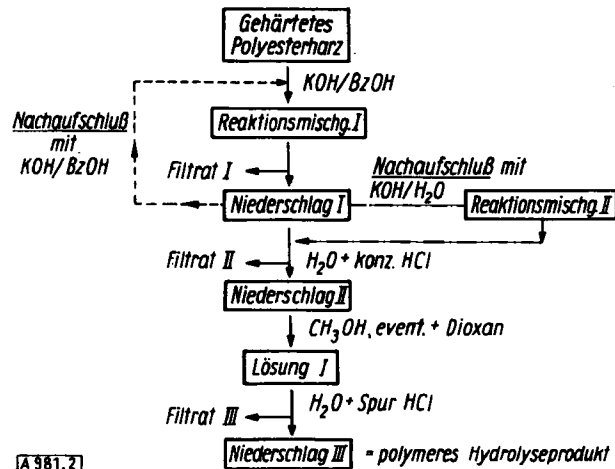 Gehärtetes
Polyesterharz
KOH/BzOH
Nachaufschluß
mit
KOH/BzOH
Reaktionsmischg.I
Filtrat I
Nachaufschluß mit
KOH/H₂O
Niederschlag I
Reaktionsmischg.II
Filtrat II
H₂O + konz. HCl
Niederschlag II
CH₃OH, eventl. + Dioxan
Lösung I
Filtrat III
H₂O + Spur HCl
Niederschlag III = polymeres Hydrolyseprodukt
A 981.2